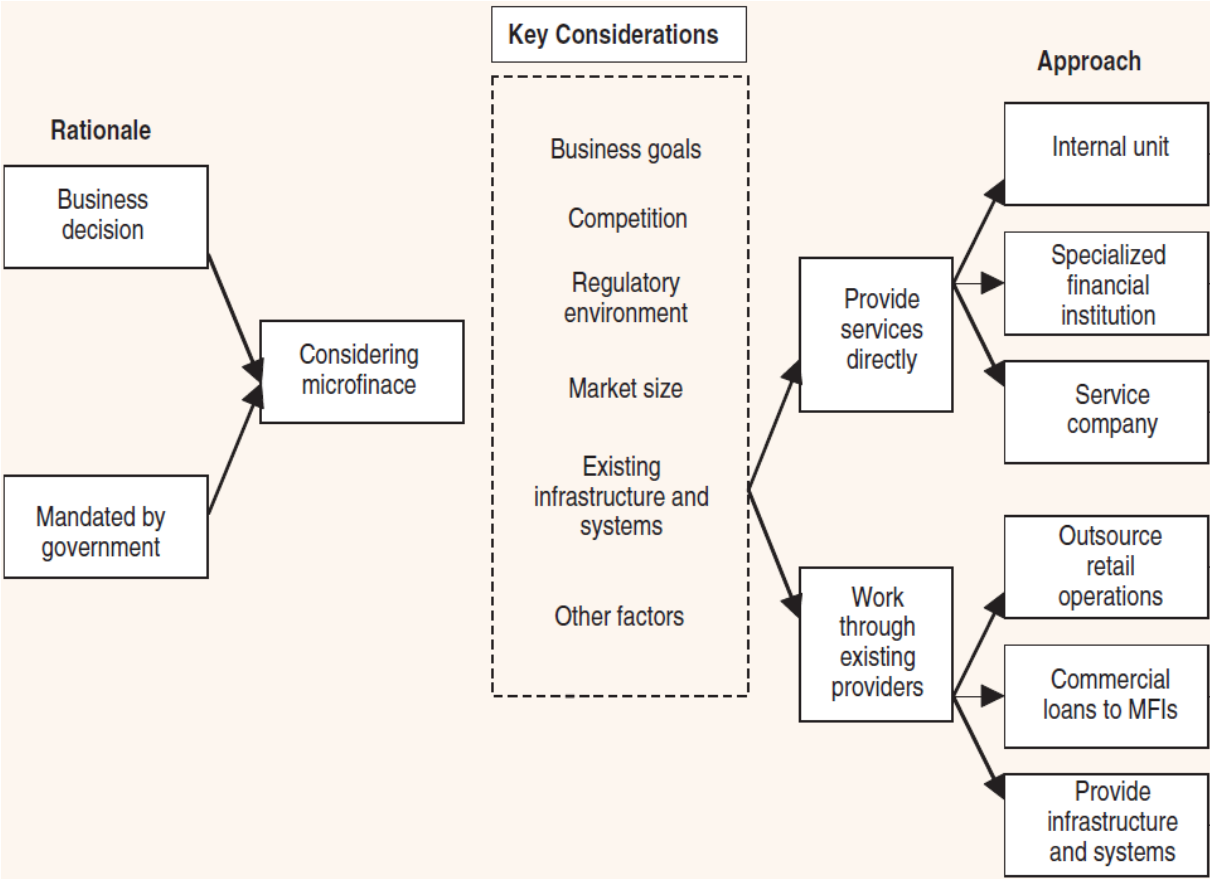 Rationale
Business
decision
Mandated by
government
Considering
microfinace
Key Considerations
Business goals
Competition
Regulatory
environment
Market size
Existing
infrastructure and
systems
Other factors
Provide
services
directly
Work
through
existing
providers
Approach
Internal unit
Specialized
financial
institution
Service
company
Outsource
retail
operations
Commercial
loans to MFIs
Provide
infrastructure
and systems